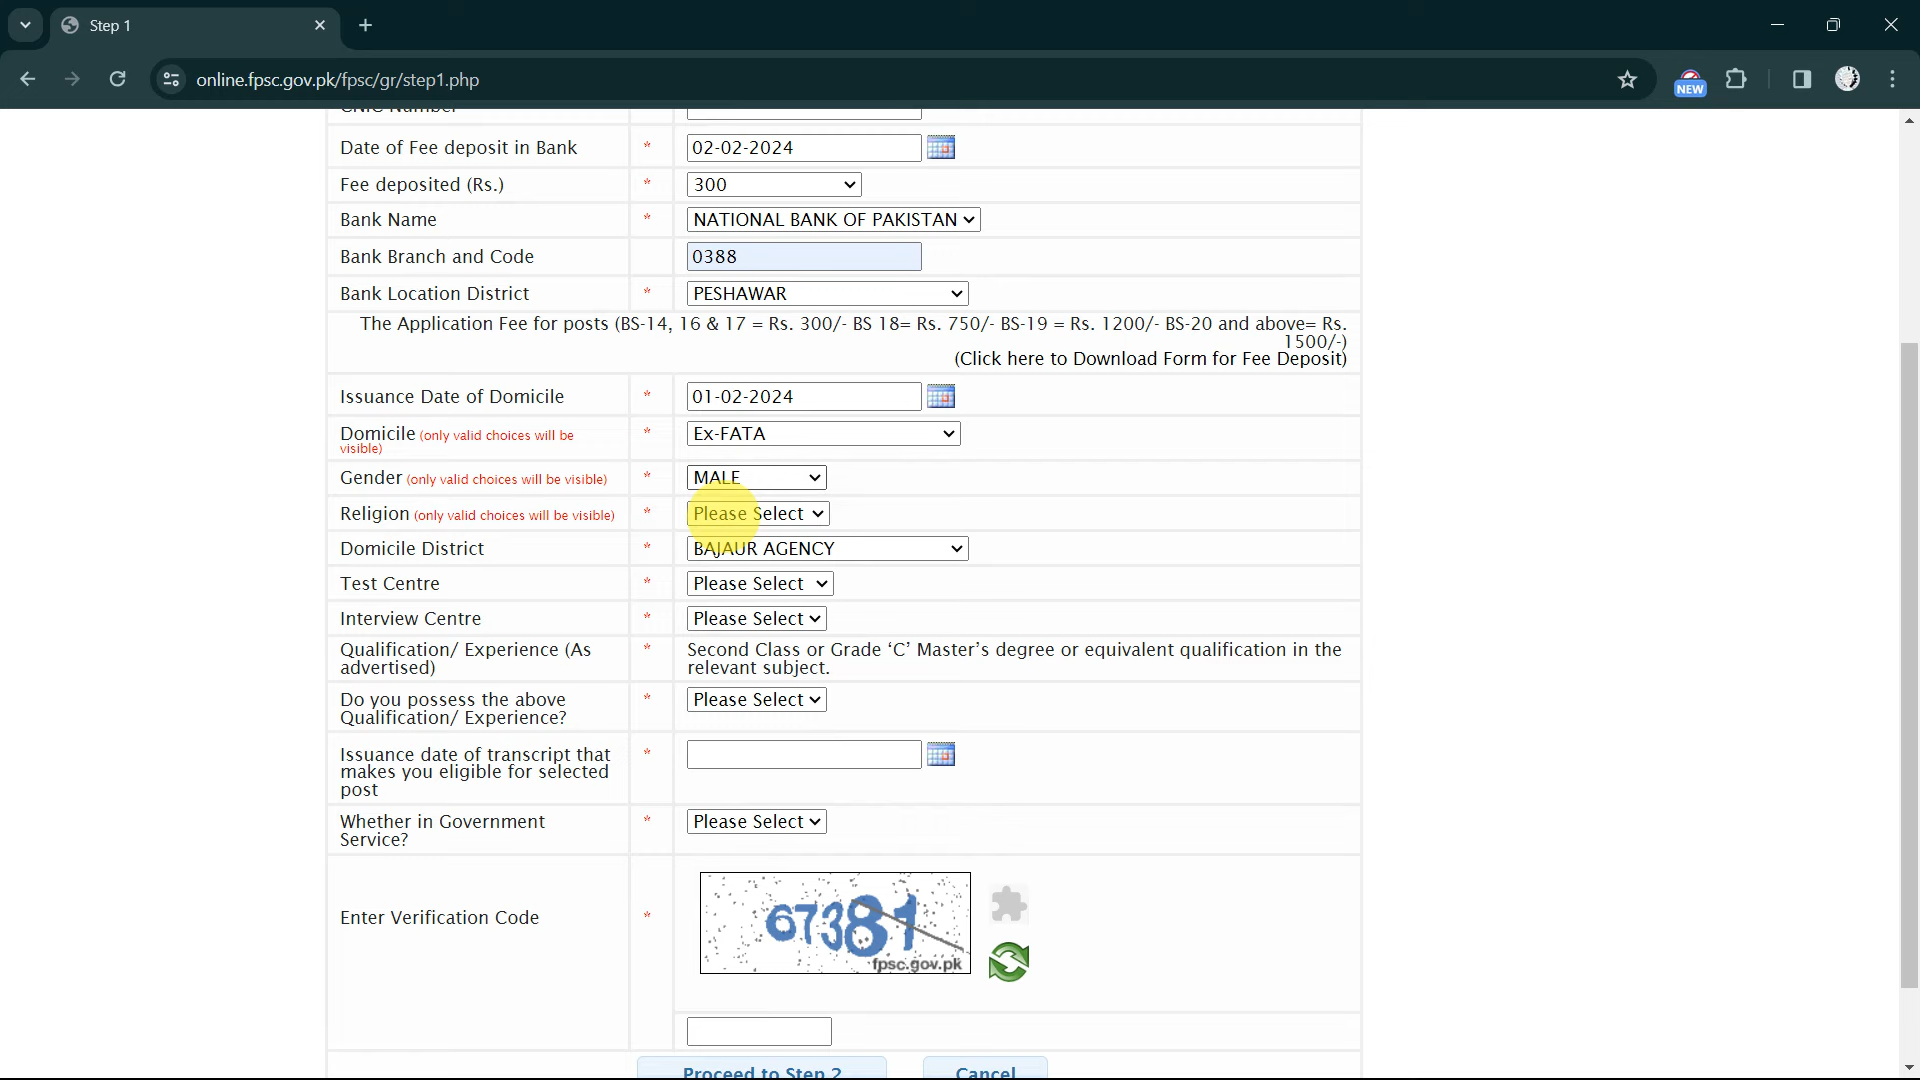 Step 1
online.fpsc.gov.pk/fpsc/gr/step1.php
NEW
CNIC Number
Date of Fee deposit in Bank * 02-02-2024
Fee deposited (Rs.) * 300
Bank Name * NATIONAL BANK OF PAKISTAN
Bank Branch and Code 0388
Bank Location District * PESHAWAR
The Application Fee for posts (BS-14, 16 & 17 = Rs. 300/- BS 18= Rs. 750/- BS-19 = Rs. 1200/- BS-20 and above= Rs.
1500/-)
(Click here to Download Form for Fee Deposit)
Issuance Date of Domicile * 01-02-2024
Domicile (only valid choices will be * Ex-FATA
visible)
Gender (only valid choices will be visible) * MALE
Religion (only valid choices will be visible) * Please Select
Domicile District * BAJAUR AGENCY
Test Centre * Please Select
Interview Centre * Please Select
Qualification/ Experience (As * Second Class or Grade ‘C’ Master’s degree or equivalent qualification in the
advertised) relevant subject.
Do you possess the above * Please Select
Qualification/ Experience?
Issuance date of transcript that *
makes you eligible for selected
post
Whether in Government * Please Select
Service?
67381
Enter Verification Code *
fpsc.gov.pk
Proceed to Step 2 Cancel